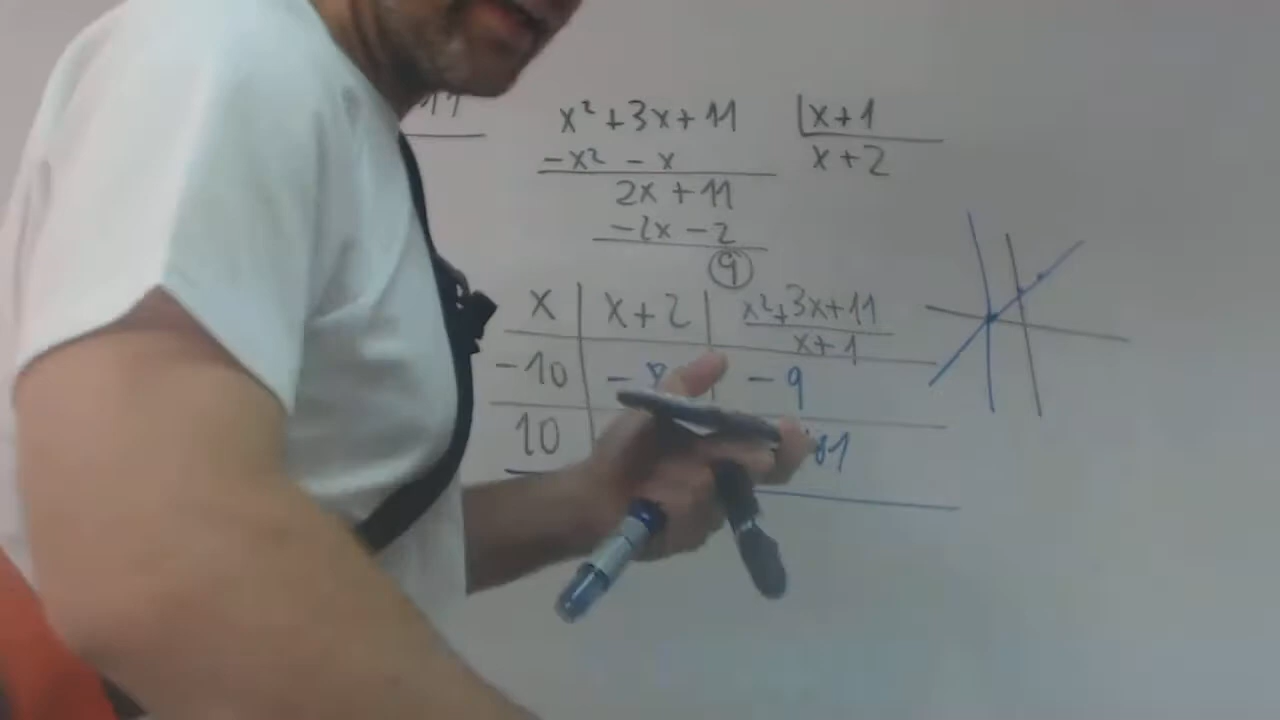 x² + 3x + 11 | x + 1
- x² - x x + 2
2x + 11
- 2x - 2
9
x | x + 2 | x² + 3x + 11 / x + 1
-10 | - | - 9
10